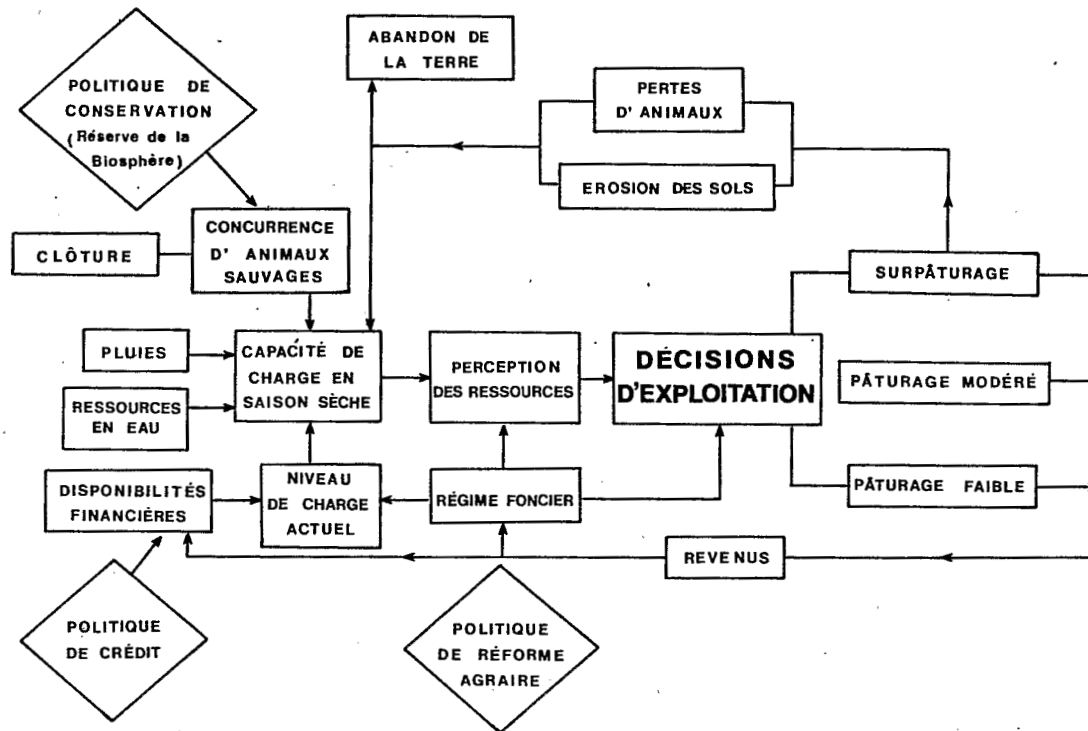 ABANDON DE
LA TERRE
POLITIQUE DE
CONSERVATION
(Réserve de la
Biosphère)
PERTES
D'ANIMAUX
EROSION DES SOLS
CLÔTURE
CONCURRENCE
D'ANIMAUX
SAUVAGES
SURPÂTURAGE
PLUIES
RESSOURCES
EN EAU
CAPACITÉ DE
CHARGE EN
SAISON SÈCHE
PERCEPTION
DES RESSOURCES
DÉCISIONS
D'EXPLOITATION
PÂTURAGE MODÉRÉ
DISPONIBILITÉS
FINANCIÈRES
NIVEAU
DE CHARGE
ACTUEL
RÉGIME FONCIER
PÂTURAGE FAIBLE
REVENUS
POLITIQUE
DE CRÉDIT
POLITIQUE
DE RÉFORME
AGRAIRE